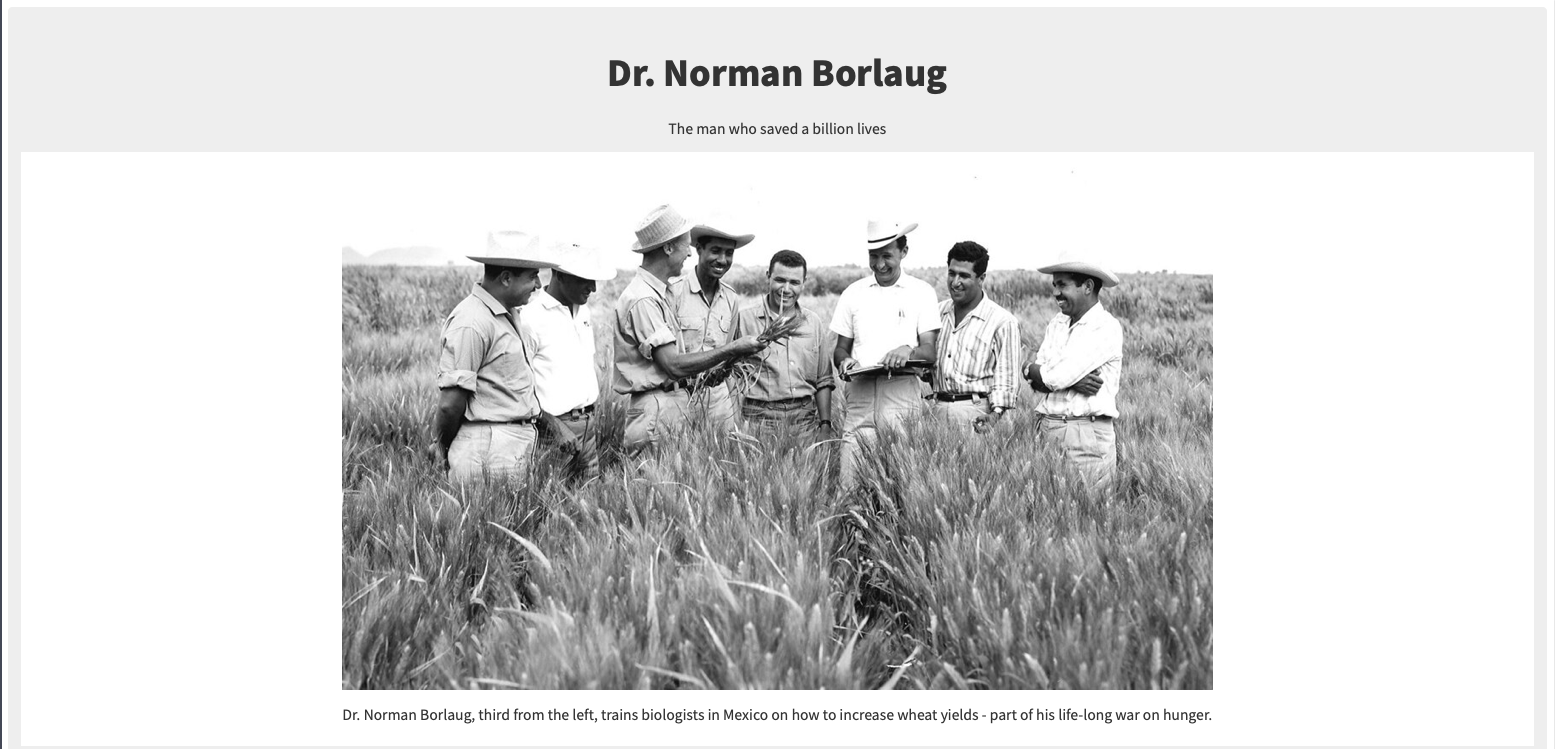 Dr. Norman Borlaug
The man who saved a billion lives
Dr. Norman Borlaug, third from the left, trains biologists in Mexico on how to increase wheat yields - part of his life-long war on hunger.